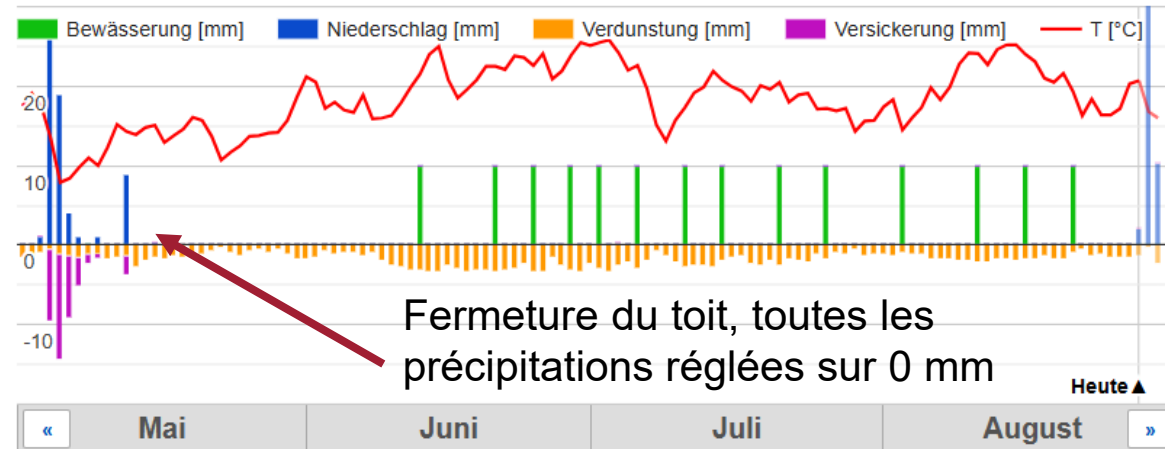 Bewässerung [mm] Niederschlag [mm] Verdunstung [mm] Versickerung [mm] T [°C]
20
10
0
-10
Fermeture du toit, toutes les
précipitations réglées sur 0 mm
Heute▲
« Mai Juni Juli August »